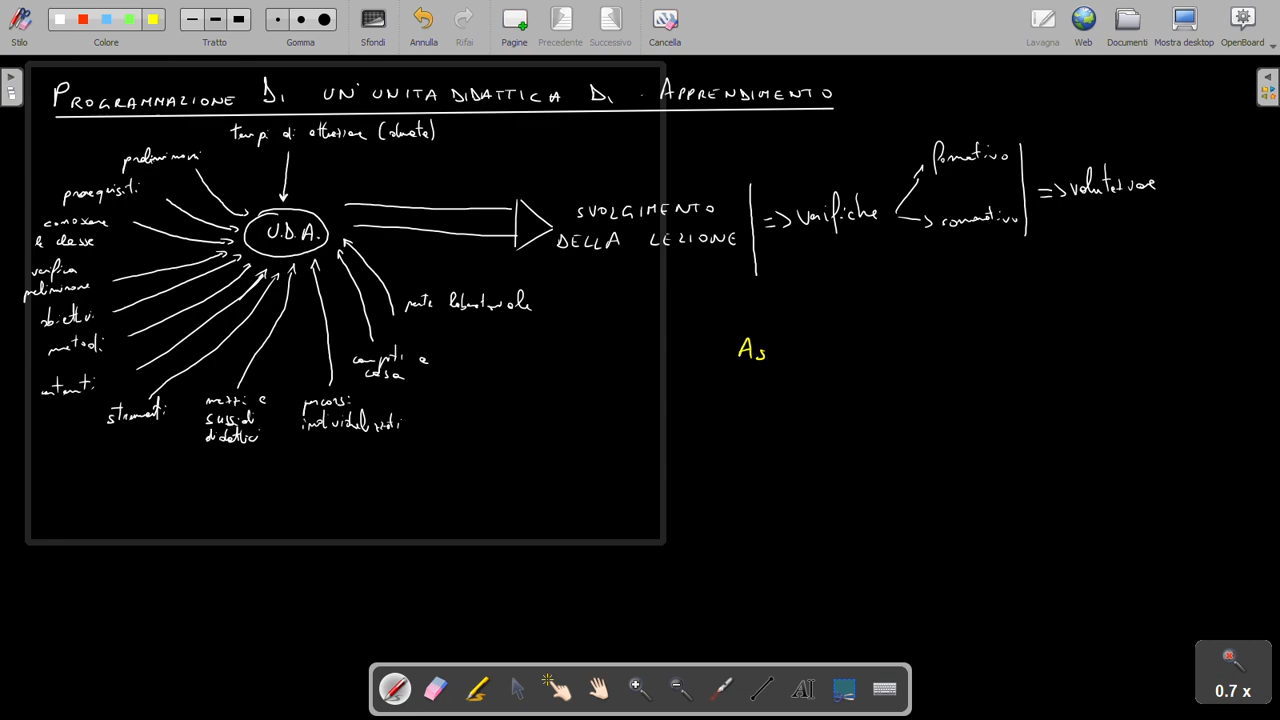 Stilo
Colore
Tratto
Gomma
Sfondi
Annulla
Rifai
Pagine
Precedente
Successivo
Cancella
Lavagna
Web
Documenti
Mostra desktop
OpenBoard
PROGRAMMAZIONE DI UN'UNITA DIDATTICA DI APPRENDIMENTO
tempi di attuazione (durata)
preliminari
prerequisiti
conoscere
la classe
verifica
preliminare
obiettivi
metodi
contenuti
strumenti
mezzi e
sussidi
didattici
percorsi
individualizzati
compiti a
casa
parte laboratoriale
U.D.A.
SVOLGIMENTO
DELLA LEZIONE
=> verifiche
formativo
sommativo
=> valutazione
As
0.7 x